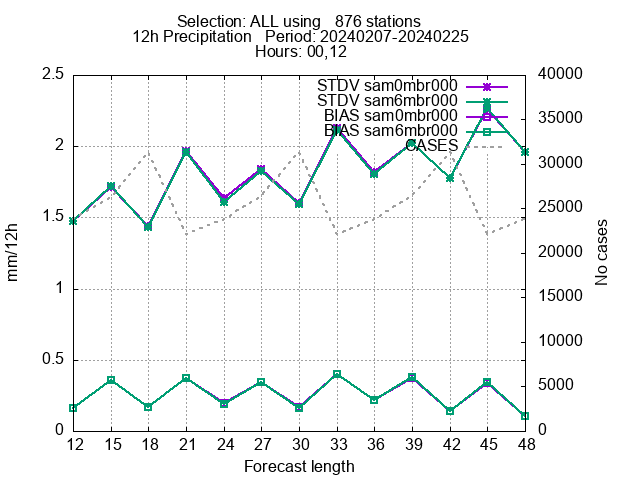 Selection: ALL using   876 stations
12h Precipitation   Period: 20240207-20240225
Hours: 00,12
STDV sam0mbr000
STDV sam6mbr000
BIAS sam0mbr000
BIAS sam6mbr000
CASES
mm/12h
2.5
2
1.5
1
0.5
0
No cases
40000
35000
30000
25000
20000
15000
10000
5000
0
12 15 18 21 24 27 30 33 36 39 42 45 48
Forecast length